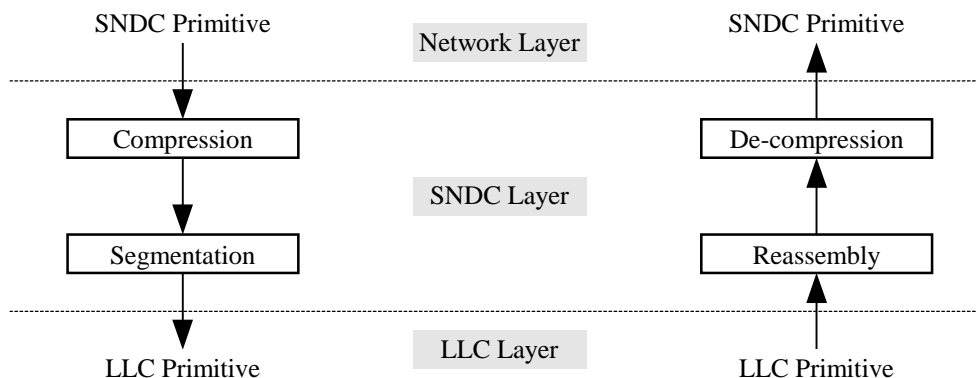 SNDC Primitive
Network Layer
SNDC Primitive
Compression
De-compression
SNDC Layer
Segmentation
Reassembly
LLC Layer
LLC Primitive
LLC Primitive